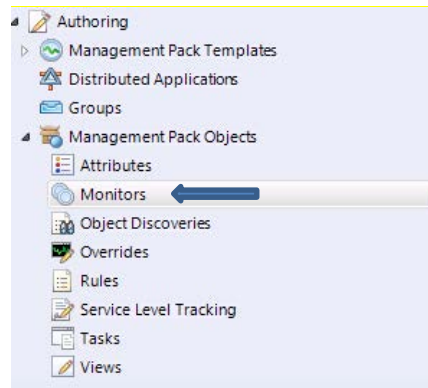 Authoring
Management Pack Templates
Distributed Applications
Groups
Management Pack Objects
Attributes
Monitors
Object Discoveries
Overrides
Rules
Service Level Tracking
Tasks
Views